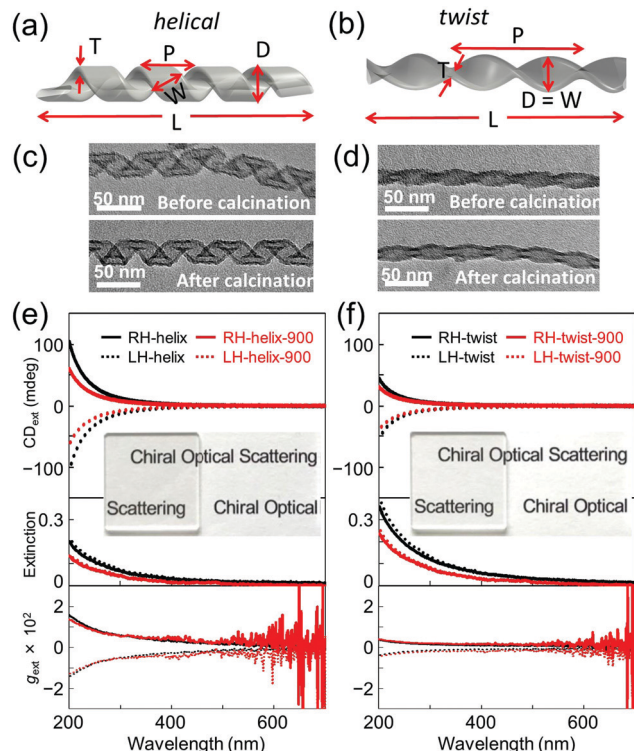 (a) helical
T P D
W
L
(b) twist
P
T
D = W
L
(c)
Before calcination
50 nm
After calcination
50 nm
(d)
Before calcination
50 nm
After calcination
50 nm
(e)
RH-helix RH-helix-900
LH-helix LH-helix-900
100
0
−100
CDext (mdeg)
Chiral Optical Scattering
Scattering Chiral Optical
0.3
0
Extinction
2
0
-2
gext × 10²
200 400 600
Wavelength (nm)
(f)
RH-twist RH-twist-900
LH-twist LH-twist-900
100
0
−100
Chiral Optical Scattering
Scattering Chiral Optical
0.3
0
2
0
-2
200 400 600
Wavelength (nm)